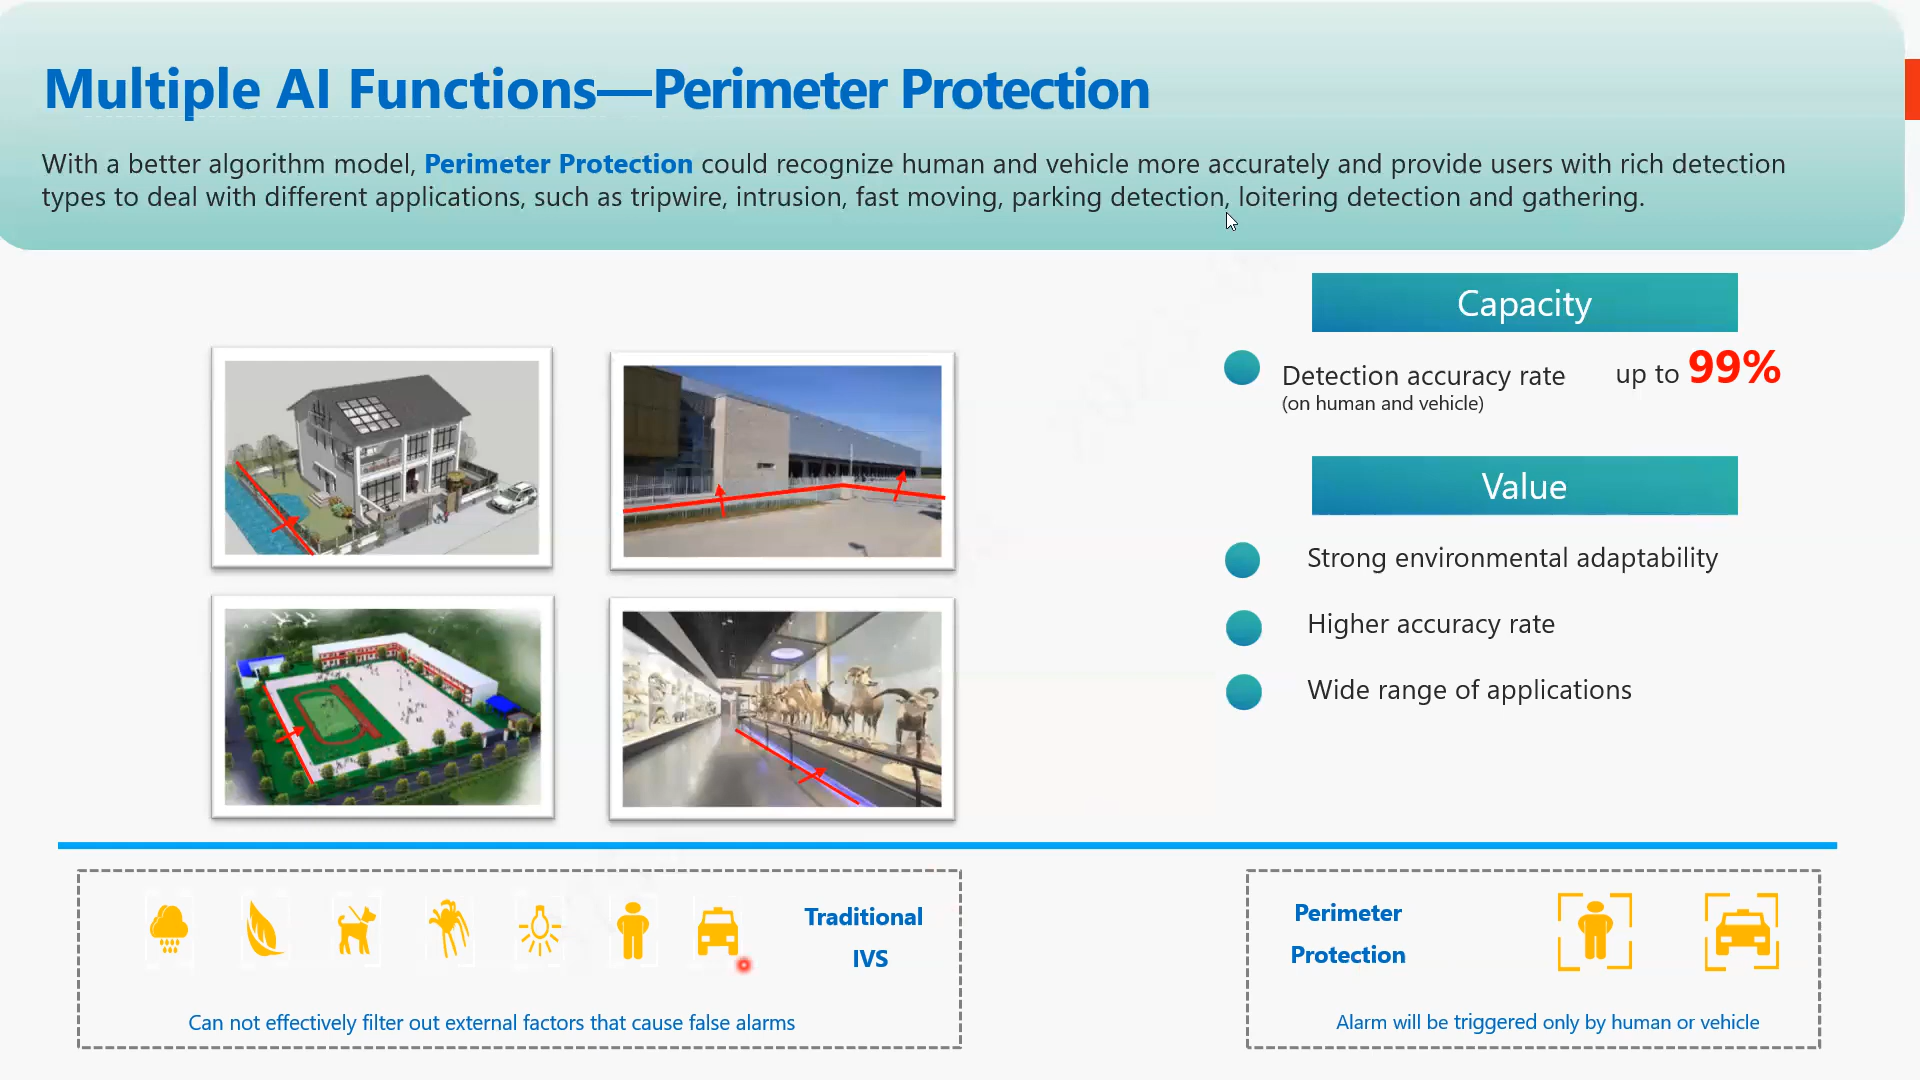 Multiple AI Functions—Perimeter Protection
With a better algorithm model, Perimeter Protection could recognize human and vehicle more accurately and provide users with rich detection
types to deal with different applications, such as tripwire, intrusion, fast moving, parking detection, loitering detection and gathering.
Capacity
Detection accuracy rate up to 99%
(on human and vehicle)
Value
Strong environmental adaptability
Higher accuracy rate
Wide range of applications
Traditional
IVS
Can not effectively filter out external factors that cause false alarms
Perimeter
Protection
Alarm will be triggered only by human or vehicle